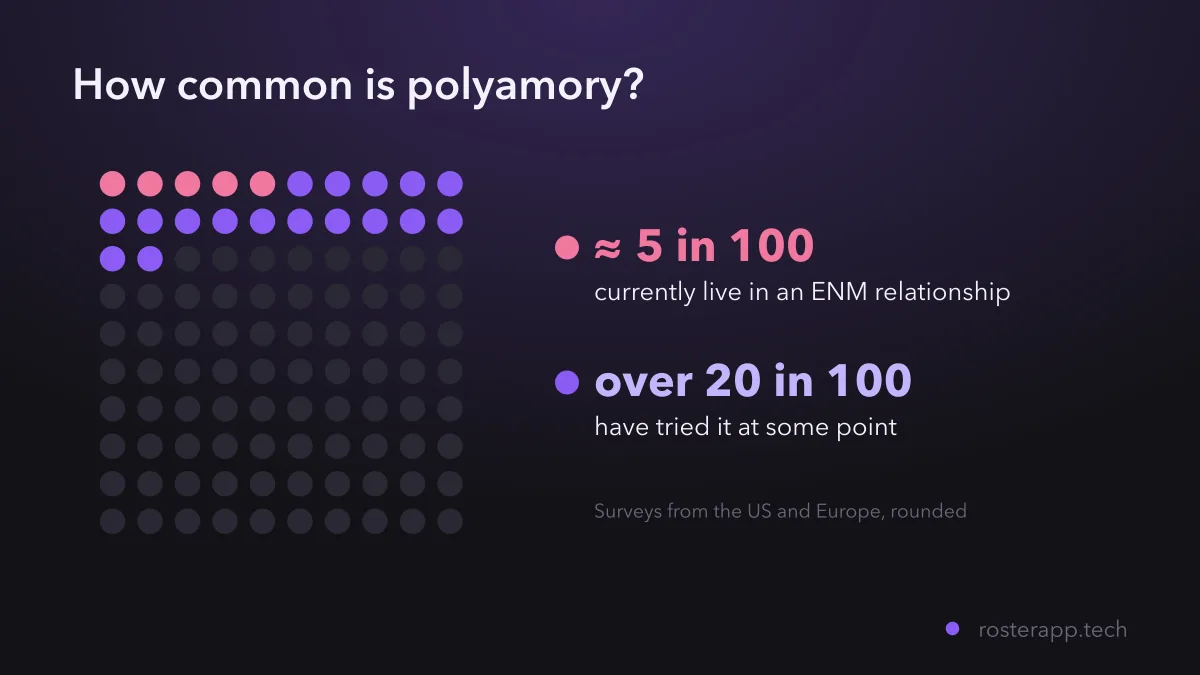 How common is polyamory?
≈ 5 in 100
currently live in an ENM relationship
over 20 in 100
have tried it at some point
Surveys from the US and Europe, rounded
rosterapp.tech